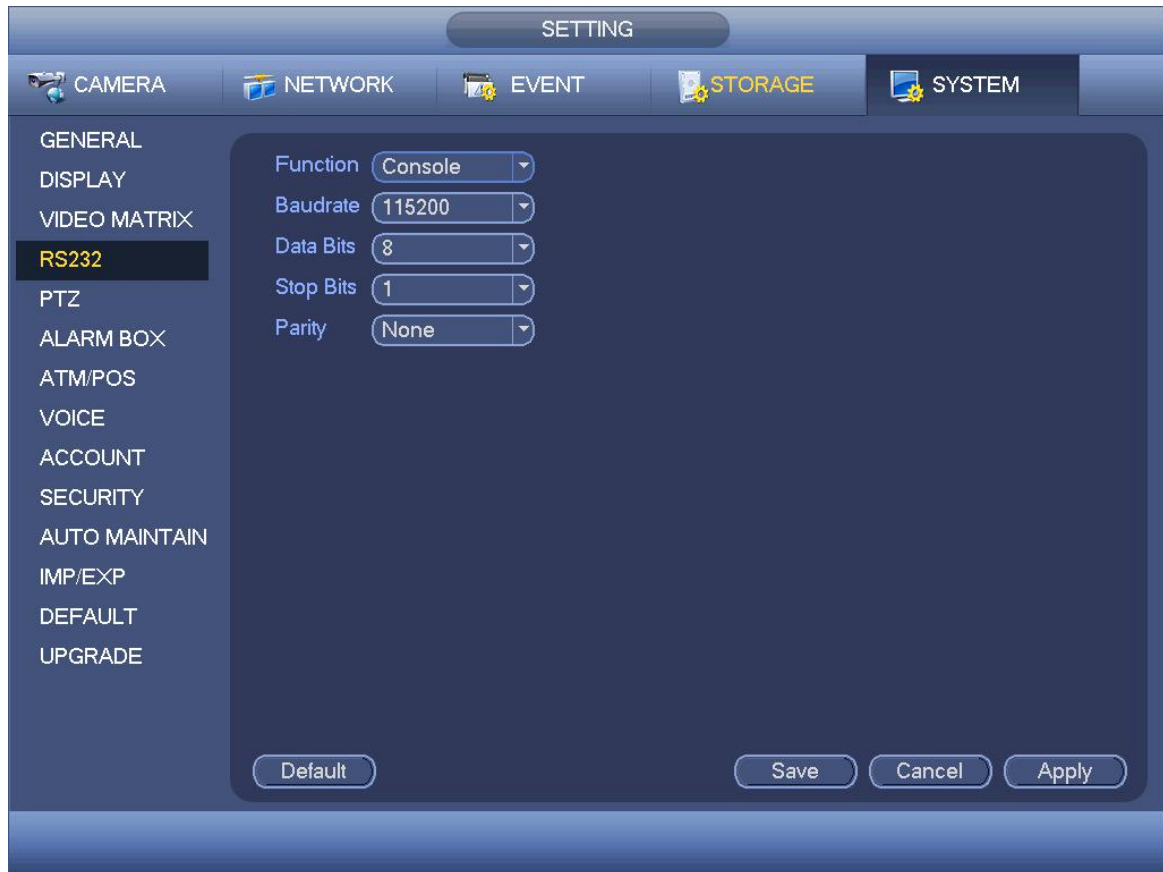 SETTING
CAMERA NETWORK EVENT STORAGE SYSTEM
GENERAL
DISPLAY
VIDEO MATRIX
RS232
PTZ
ALARM BOX
ATM/POS
VOICE
ACCOUNT
SECURITY
AUTO MAINTAIN
IMP/EXP
DEFAULT
UPGRADE
Function Console
Baudrate 115200
Data Bits 8
Stop Bits 1
Parity None
Default Save Cancel Apply